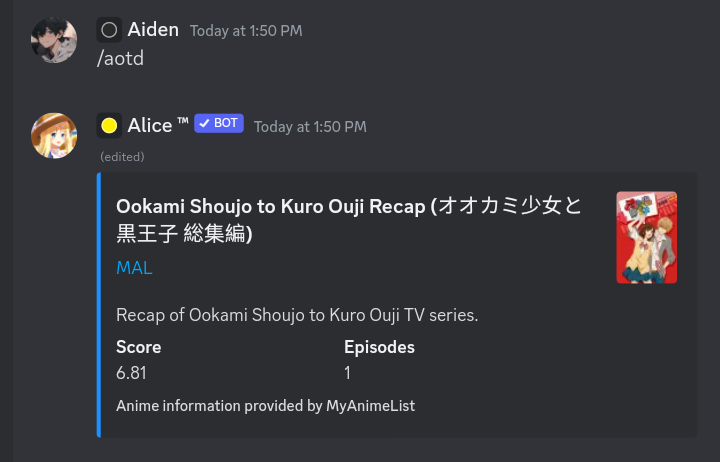 Aiden Today at 1:50 PM
/aotd
Alice ™ ✓ BOT Today at 1:50 PM
(edited)
Ookami Shoujo to Kuro Ouji Recap (オオカミ少女と
黒王子 総集編)
MAL
Recap of Ookami Shoujo to Kuro Ouji TV series.
Score Episodes
6.81 1
Anime information provided by MyAnimeList